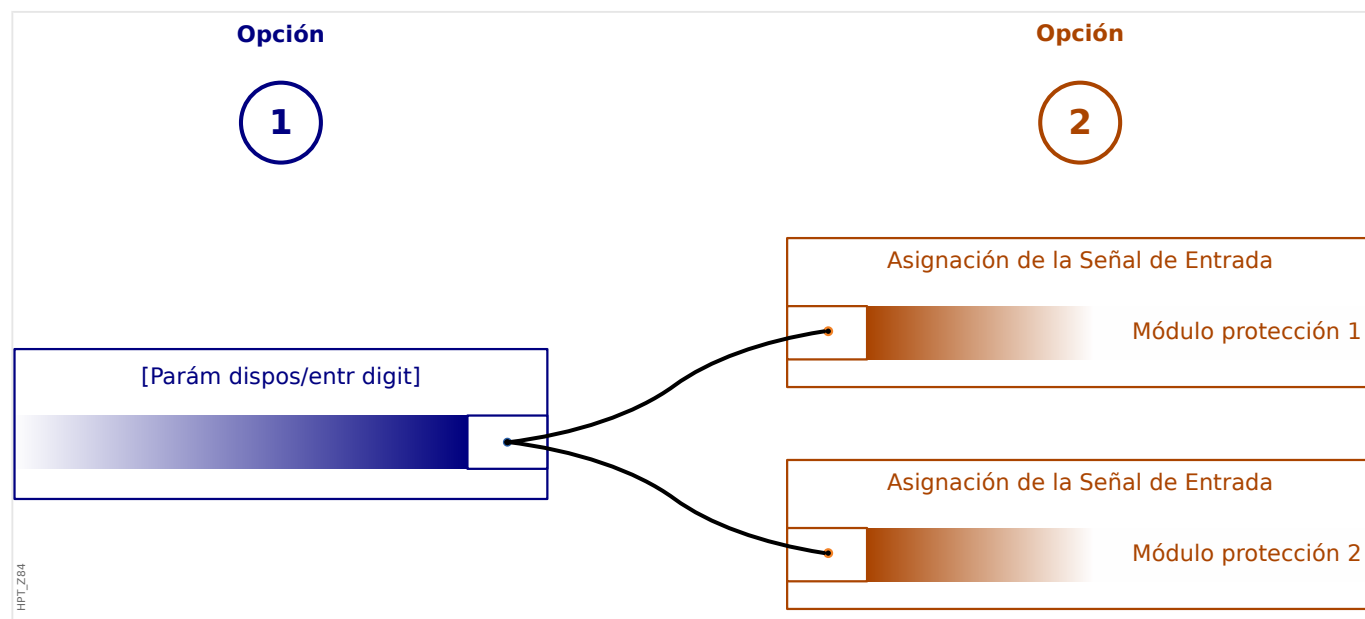 Opción
1
Opción
2
[Parám dispos/entr digit]
Asignación de la Señal de Entrada
Módulo protección 1
Asignación de la Señal de Entrada
Módulo protección 2
HPT_Z84